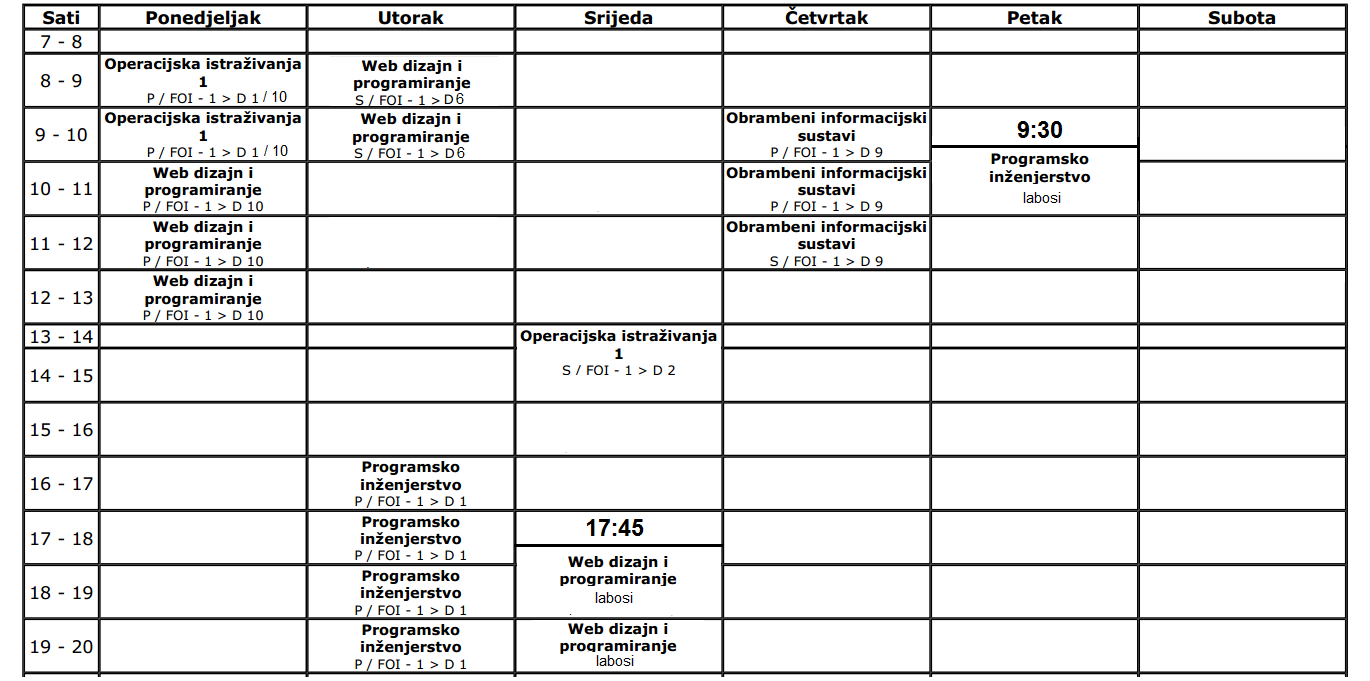 Sati Ponedjeljak Utorak Srijeda Četvrtak Petak Subota
7 - 8
8 - 9
Operacijska istraživanja
1
P / FOI - 1 > D 1 / 10
Web dizajn i
programiranje
S / FOI - 1 > D6
9 - 10
Operacijska istraživanja
1
P / FOI - 1 > D 1 / 10
Web dizajn i
programiranje
S / FOI - 1 > D6
Obrambeni informacijski
sustavi
P / FOI - 1 > D 9
9:30
10 - 11
Web dizajn i
programiranje
P / FOI - 1 > D 10
Obrambeni informacijski
sustavi
P / FOI - 1 > D 9
Programsko
inženjerstvo
labosi
11 - 12
Web dizajn i
programiranje
P / FOI - 1 > D 10
Obrambeni informacijski
sustavi
S / FOI - 1 > D 9
12 - 13
Web dizajn i
programiranje
P / FOI - 1 > D 10
13 - 14
Operacijska istraživanja
1
S / FOI - 1 > D 2
14 - 15
15 - 16
16 - 17
Programsko
inženjerstvo
P / FOI - 1 > D 1
17 - 18
Programsko
inženjerstvo
P / FOI - 1 > D 1
17:45
18 - 19
Programsko
inženjerstvo
P / FOI - 1 > D 1
Web dizajn i
programiranje
labosi
19 - 20
Programsko
inženjerstvo
P / FOI - 1 > D 1
Web dizajn i
programiranje
labosi